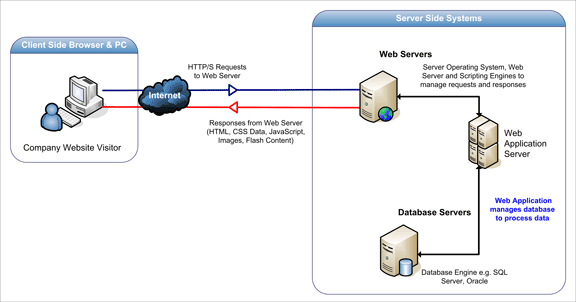 Client Side Browser & PC
Company Website Visitor
Internet
HTTP/S Requests
to Web Server
Responses from Web Server
(HTML, CSS Data, JavaScript,
Images, Flash Content)
Server Side Systems
Web Servers
Server Operating System, Web
Server and Scripting Engines to
manage requests and responses
Web
Application
Server
Web Application
manages database
to process data
Database Servers
Database Engine e.g. SQL
Server, Oracle